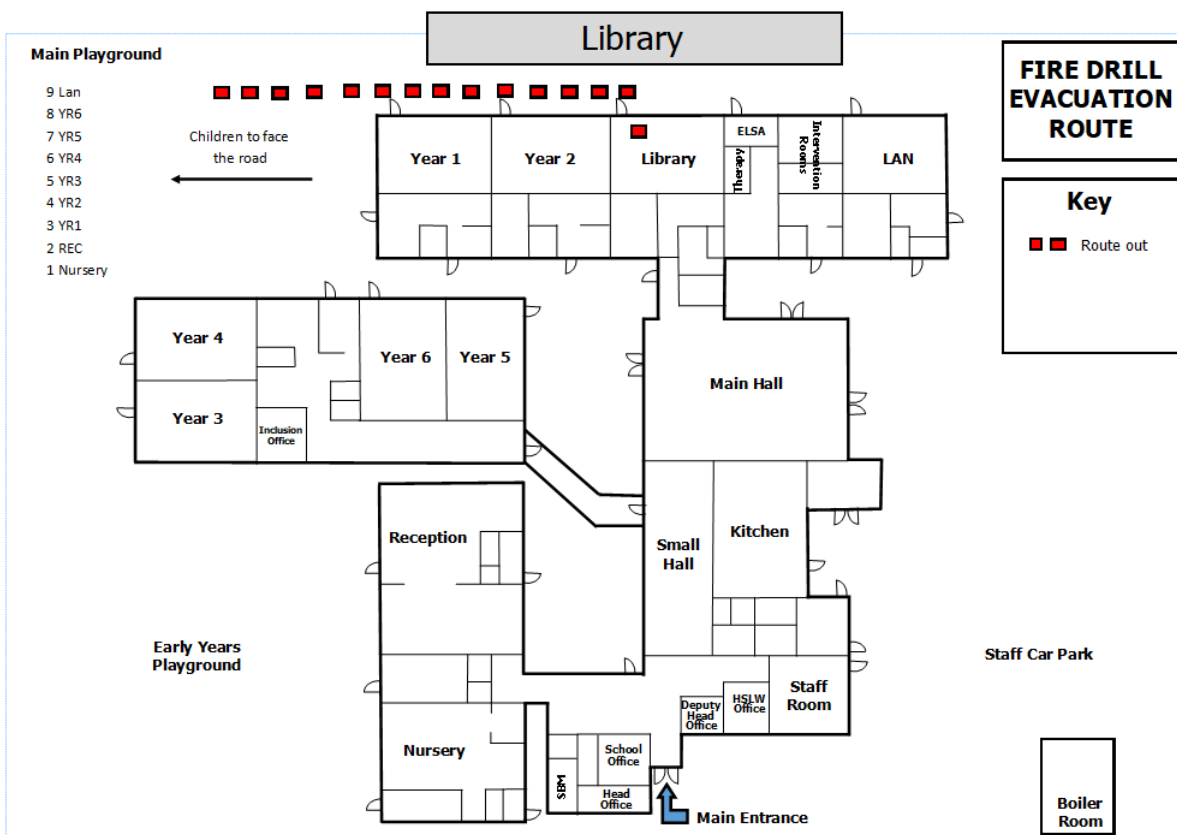 Library
Main Playground
9 Lan
8 YR6
7 YR5
6 YR4
5 YR3
4 YR2
3 YR1
2 REC
1 Nursery
Children to face
the road
FIRE DRILL
EVACUATION
ROUTE
Key
Route out
Year 1
Year 2
Library
ELSA
Therapy
Intervention
Rooms
LAN
Year 4
Year 6
Year 5
Year 3
Inclusion
Office
Main Hall
Reception
Small
Hall
Kitchen
Early Years
Playground
Staff Car Park
Nursery
SBM
School
Office
Head
Office
Deputy
Head
Office
HSLW
Office
Staff
Room
Main Entrance
Boiler
Room